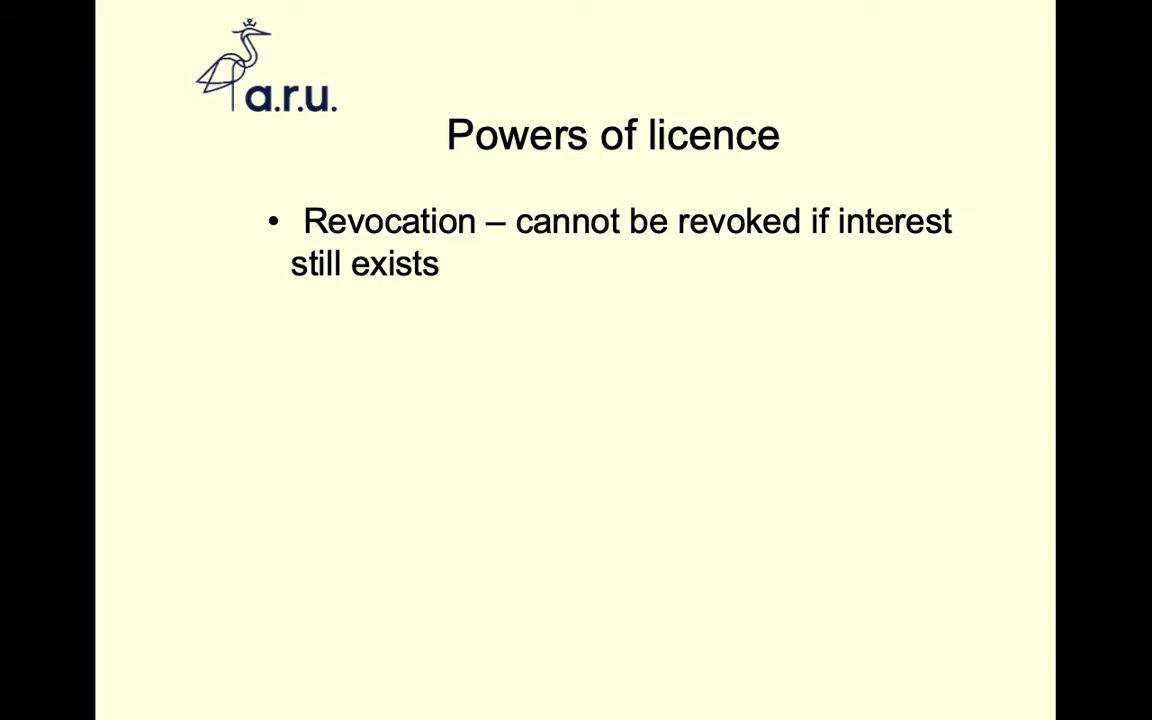 a.r.u.
Powers of licence
• Revocation – cannot be revoked if interest
still exists